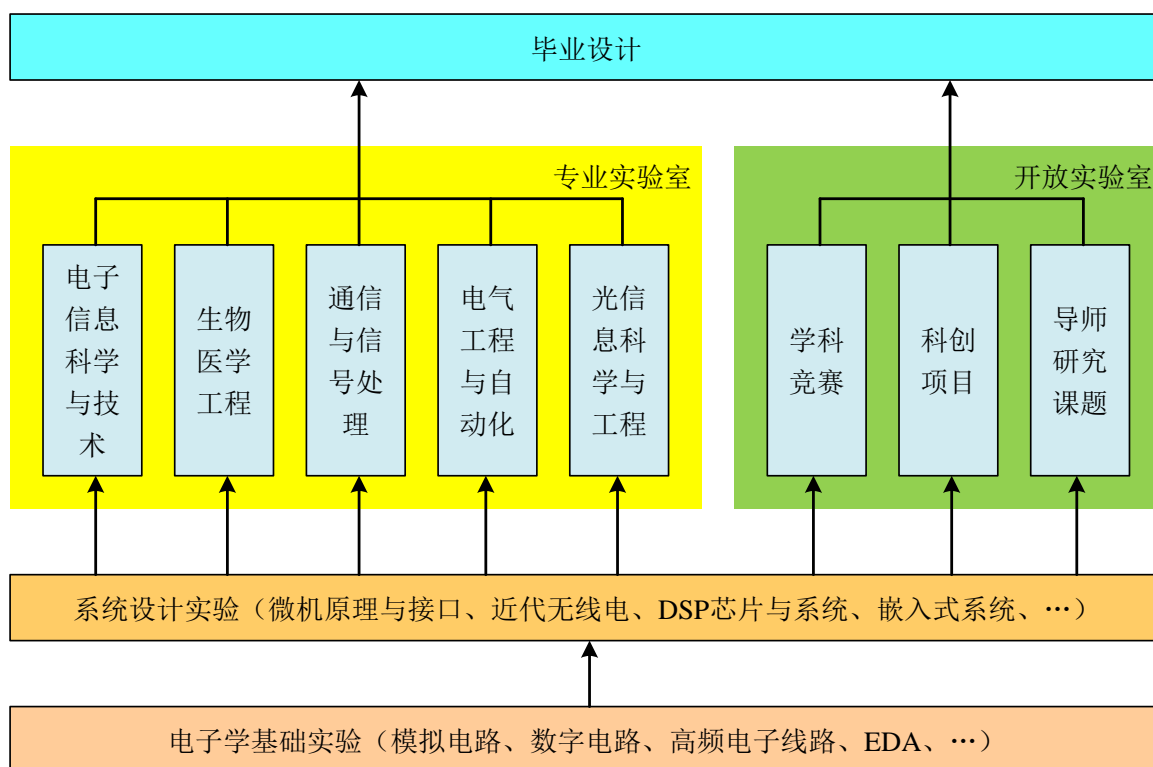 毕业设计
专业实验室
开放实验室
电子
信息
科学
与技
术
生物
医学
工程
通信
与信
号处
理
电气
工程
与自
动化
光信
息科
学与
工程
学科
竞赛
科创
项目
导师
研究
课题
系统设计实验（微机原理与接口、近代无线电、DSP芯片与系统、嵌入式系统、…）
电子学基础实验（模拟电路、数字电路、高频电子线路、EDA、…）